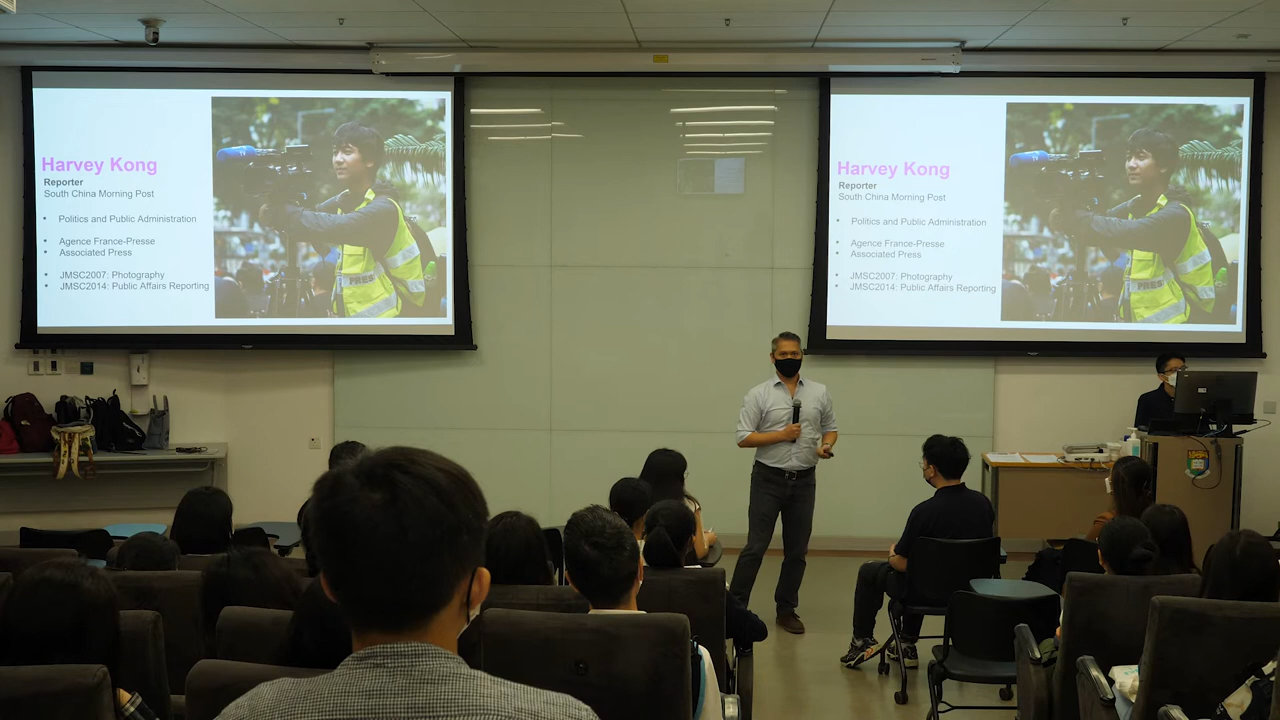 Harvey Kong
Reporter
South China Morning Post
• Politics and Public Administration
• Agence France-Presse
• Associated Press
• JMSC2007: Photography
• JMSC2014: Public Affairs Reporting
PRESS
Harvey Kong
Reporter
South China Morning Post
• Politics and Public Administration
• Agence France-Presse
• Associated Press
• JMSC2007: Photography
• JMSC2014: Public Affairs Reporting
PRESS